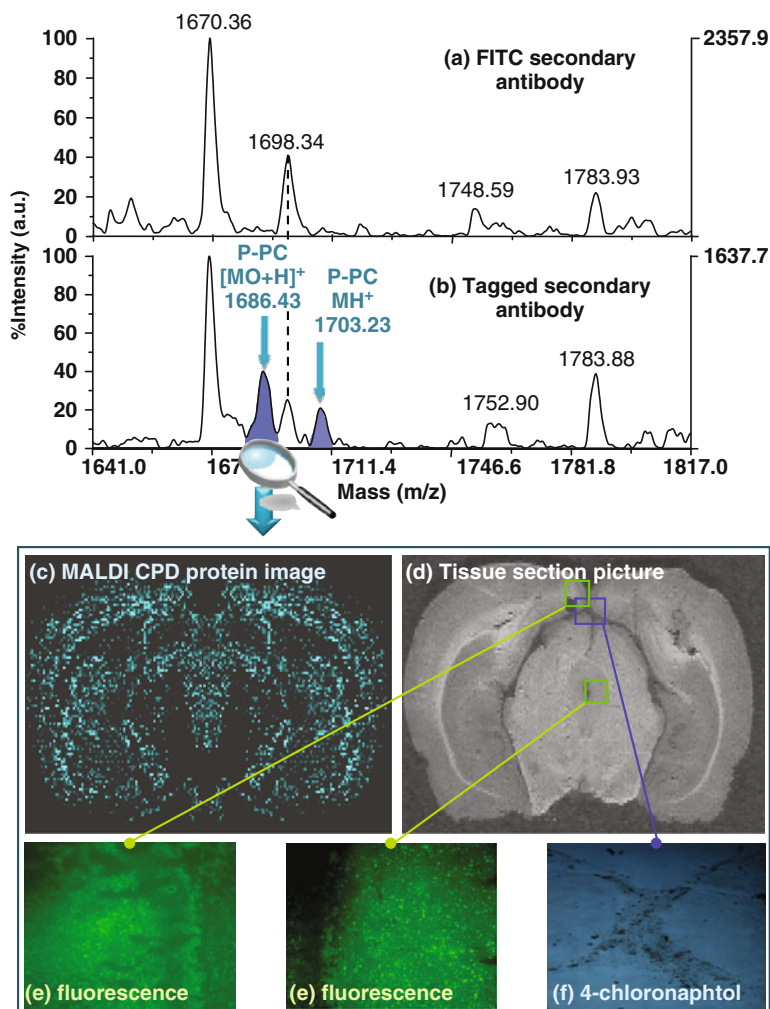 1670.36
100
80
60
40
20
0
2357.9
(a) FITC secondary
antibody
1698.34
1748.59
1783.93
%Intensity (a.u.)
100
80
60
40
20
0
1637.7
P-PC
[MO+H]+
1686.43
P-PC
MH+
1703.23
(b) Tagged secondary
antibody
1752.90
1783.88
1641.0
167
1711.4
1746.6
1781.8
1817.0
Mass (m/z)
(c) MALDI CPD protein image
(d) Tissue section picture
(e) fluorescence
(e) fluorescence
(f) 4-chloronaphtol